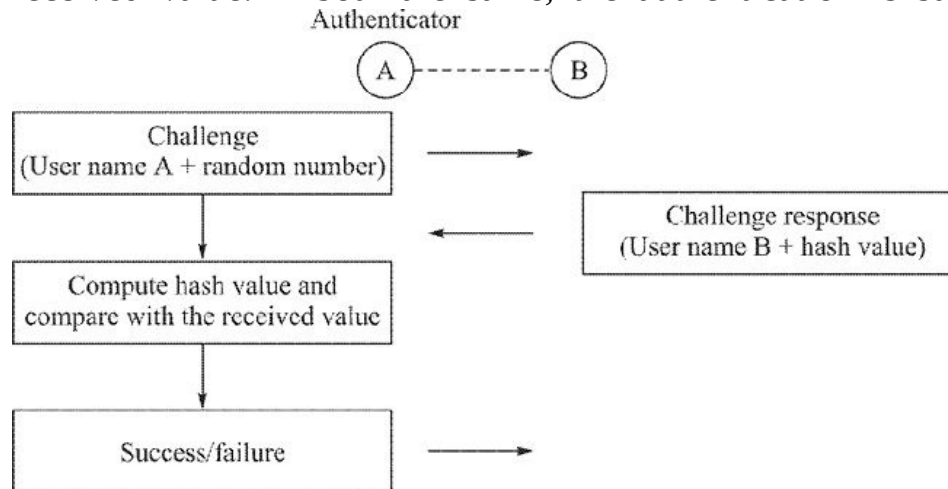 Authenticator
A
B
Challenge
(User name A + random number)
Challenge response
(User name B + hash value)
Compute hash value and
compare with the received value
Success/failure